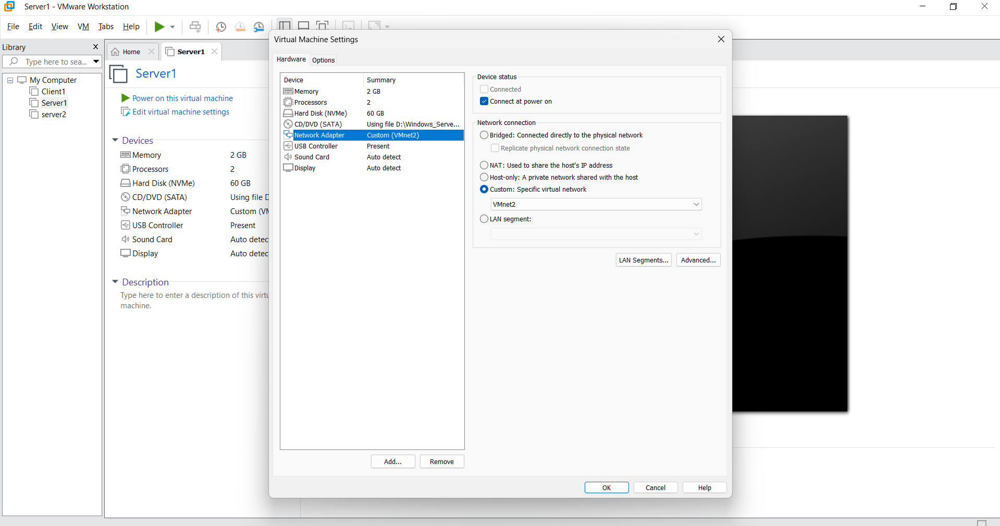 Server1 - VMware Workstation
File Edit View VM Tabs Help
Library
Type here to sea...
My Computer
Client1
Server1
server2
Home
Server1
Server1
Power on this virtual machine
Edit virtual machine settings
Devices
Memory 2 GB
Processors 2
Hard Disk (NVMe) 60 GB
CD/DVD (SATA) Using file
Network Adapter Custom
USB Controller Present
Sound Card Auto detec
Display Auto detec
Description
Type here to enter a description of this virtu
machine.
Virtual Machine Settings
Hardware Options
Device Summary
Memory 2 GB
Processors 2
Hard Disk (NVMe) 60 GB
CD/DVD (SATA) Using file D:\Windows_Serve...
Network Adapter Custom (VMnet2)
USB Controller Present
Sound Card Auto detect
Display Auto detect
Add... Remove
Device status
Connected
Connect at power on
Network connection
Bridged: Connected directly to the physical network
Replicate physical network connection state
NAT: Used to share the host's IP address
Host-only: A private network shared with the host
Custom: Specific virtual network
VMnet2
LAN segment:
LAN Segments... Advanced...
OK Cancel Help